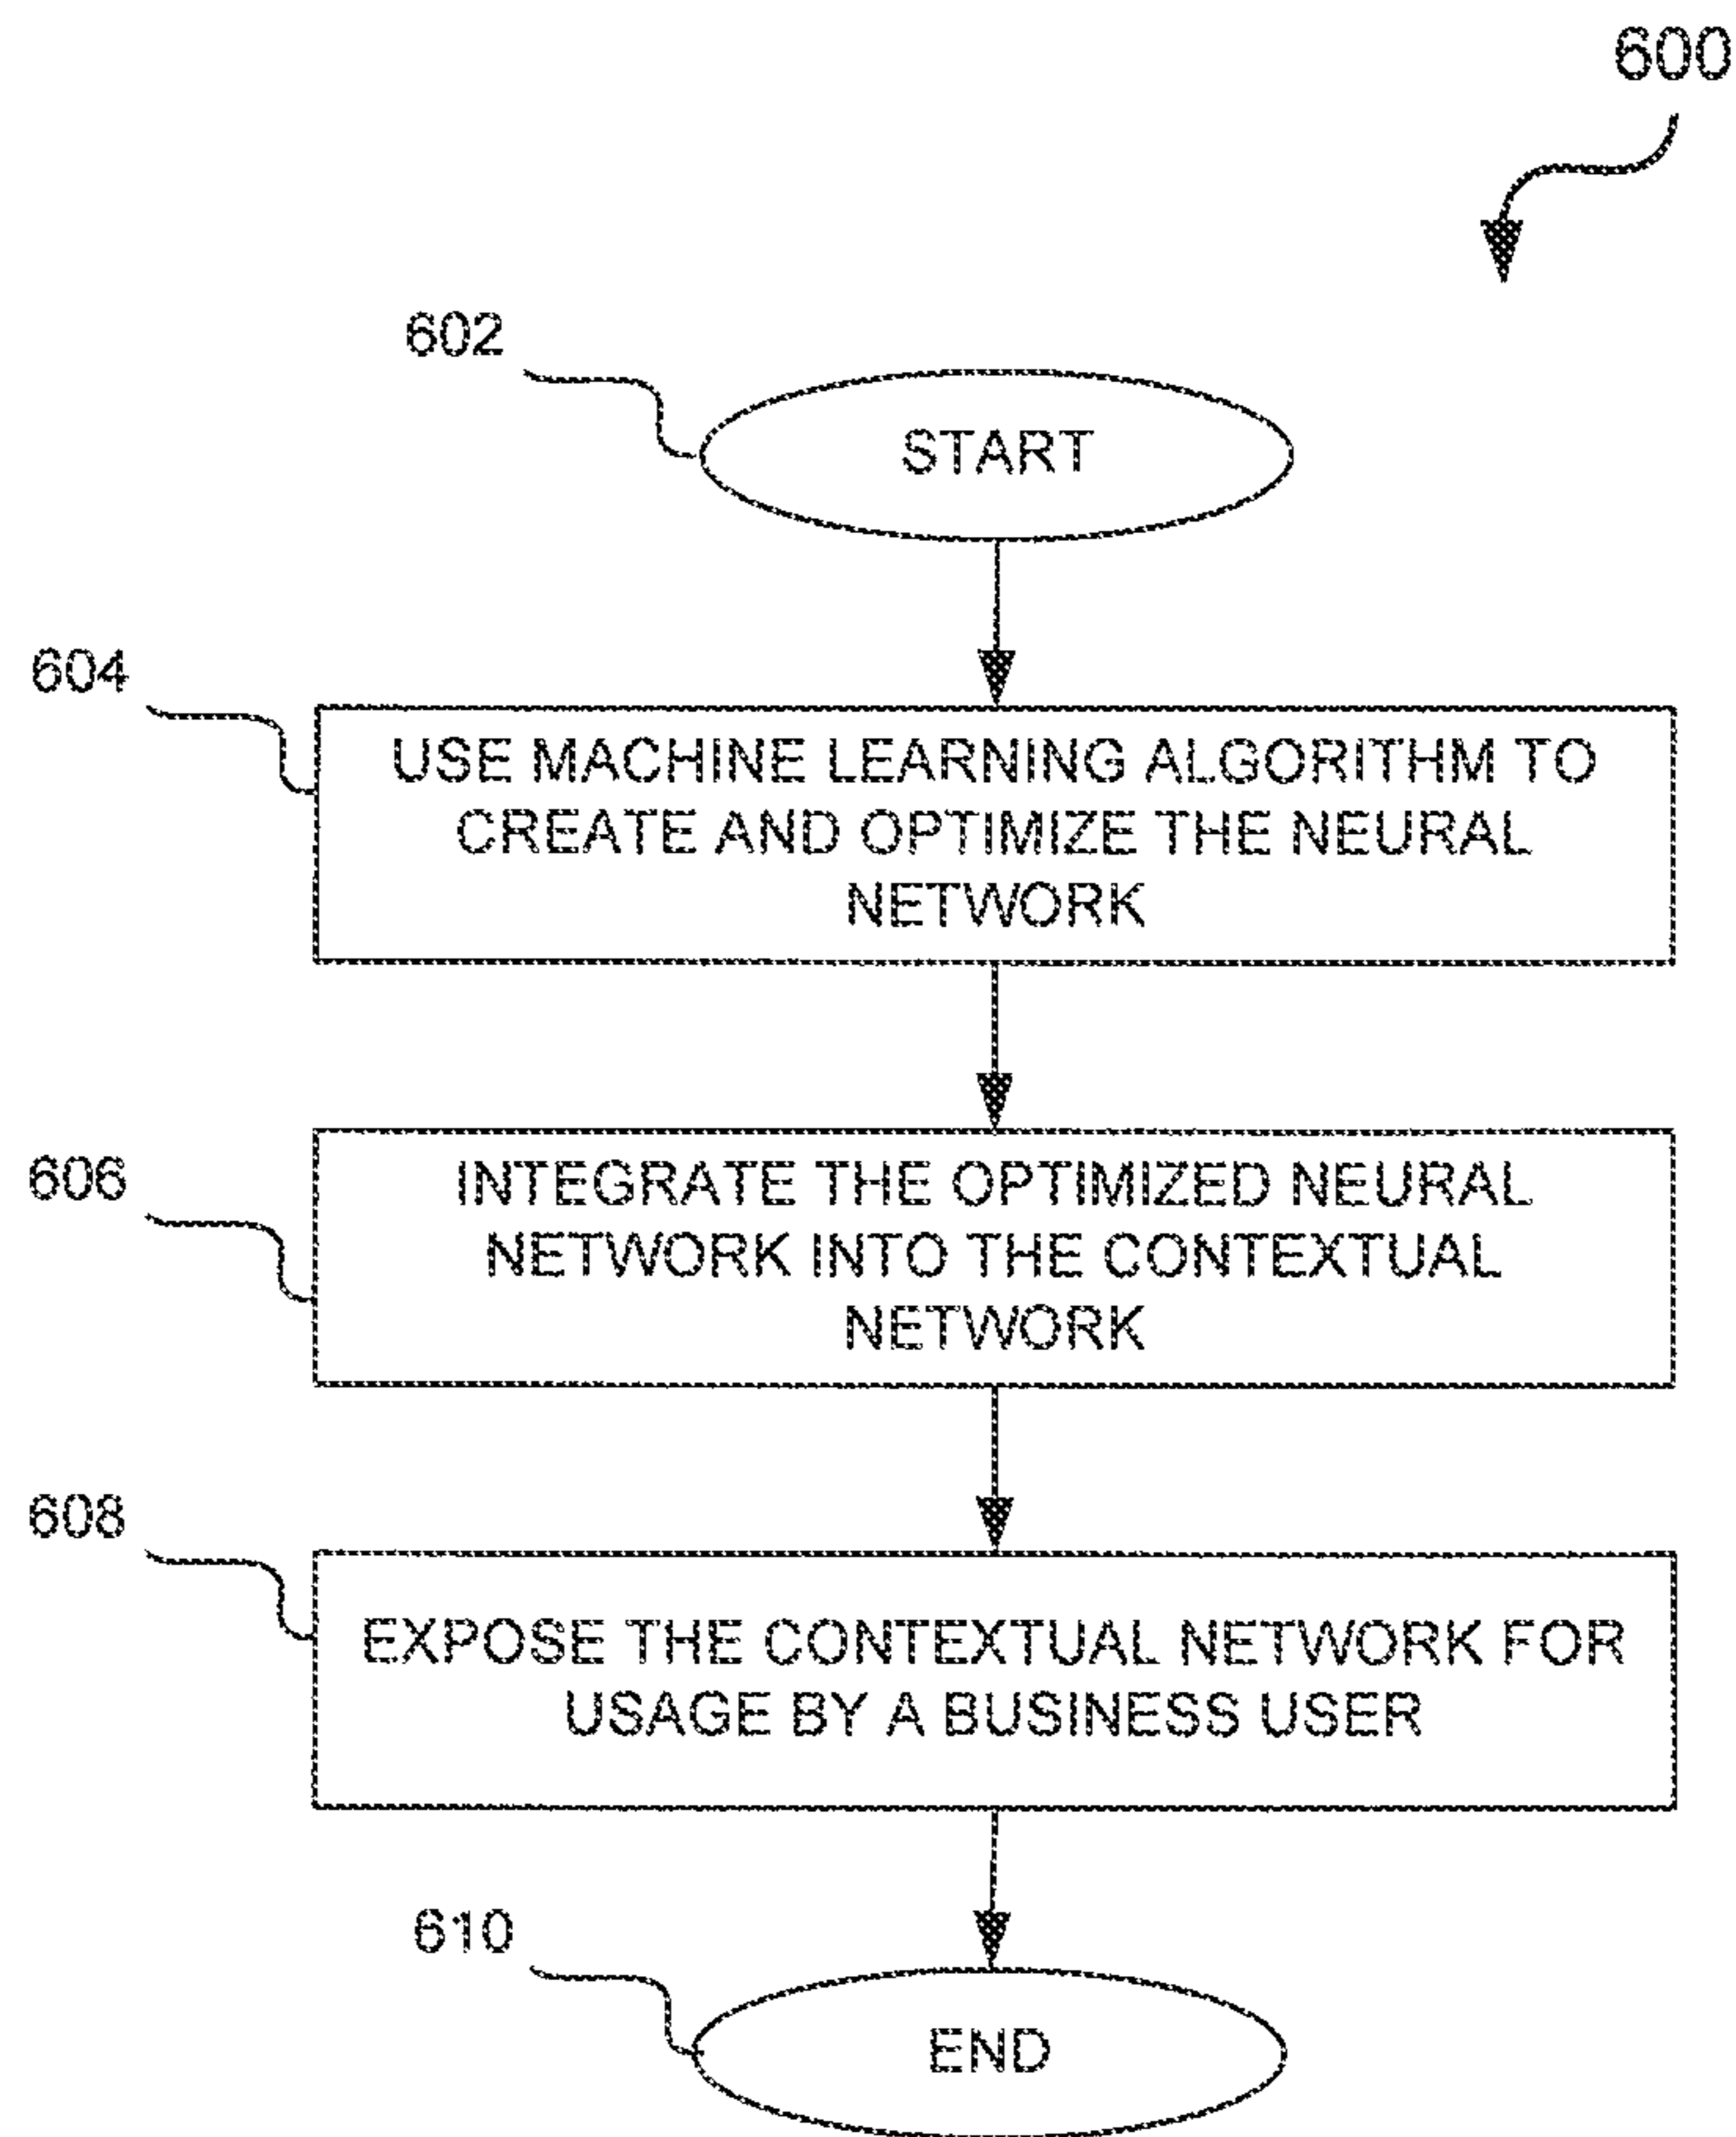 600
602
START
604
USE MACHINE LEARNING ALGORITHM TO
CREATE AND OPTIMIZE THE NEURAL
NETWORK
606
INTEGRATE THE OPTIMIZED NEURAL
NETWORK INTO THE CONTEXTUAL
NETWORK
608
EXPOSE THE CONTEXTUAL NETWORK FOR
USAGE BY A BUSINESS USER
610
END